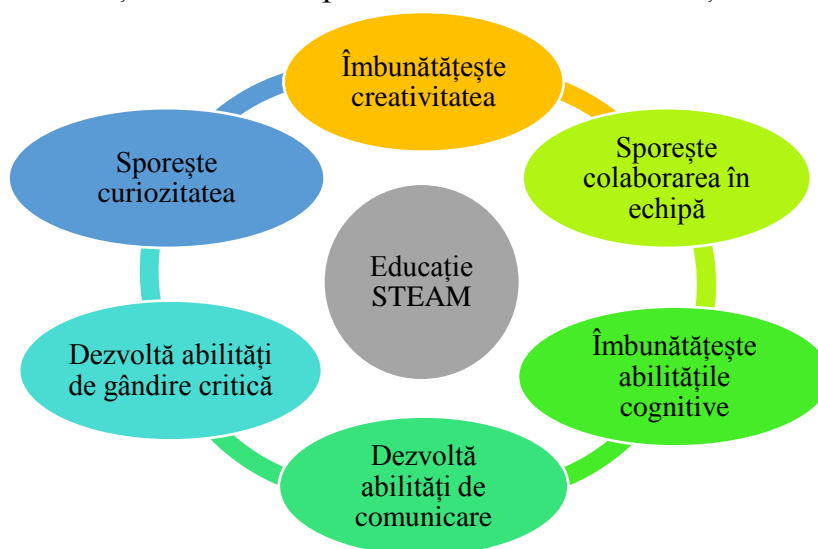 Îmbunătățește
creativitatea
Sporește
colaborarea în
echipă
Îmbunătățește
abilitățile
cognitive
Dezvoltă
abilități de
comunicare
Dezvoltă abilități
de gândire critică
Sporește
curiozitatea
Educație
STEAM